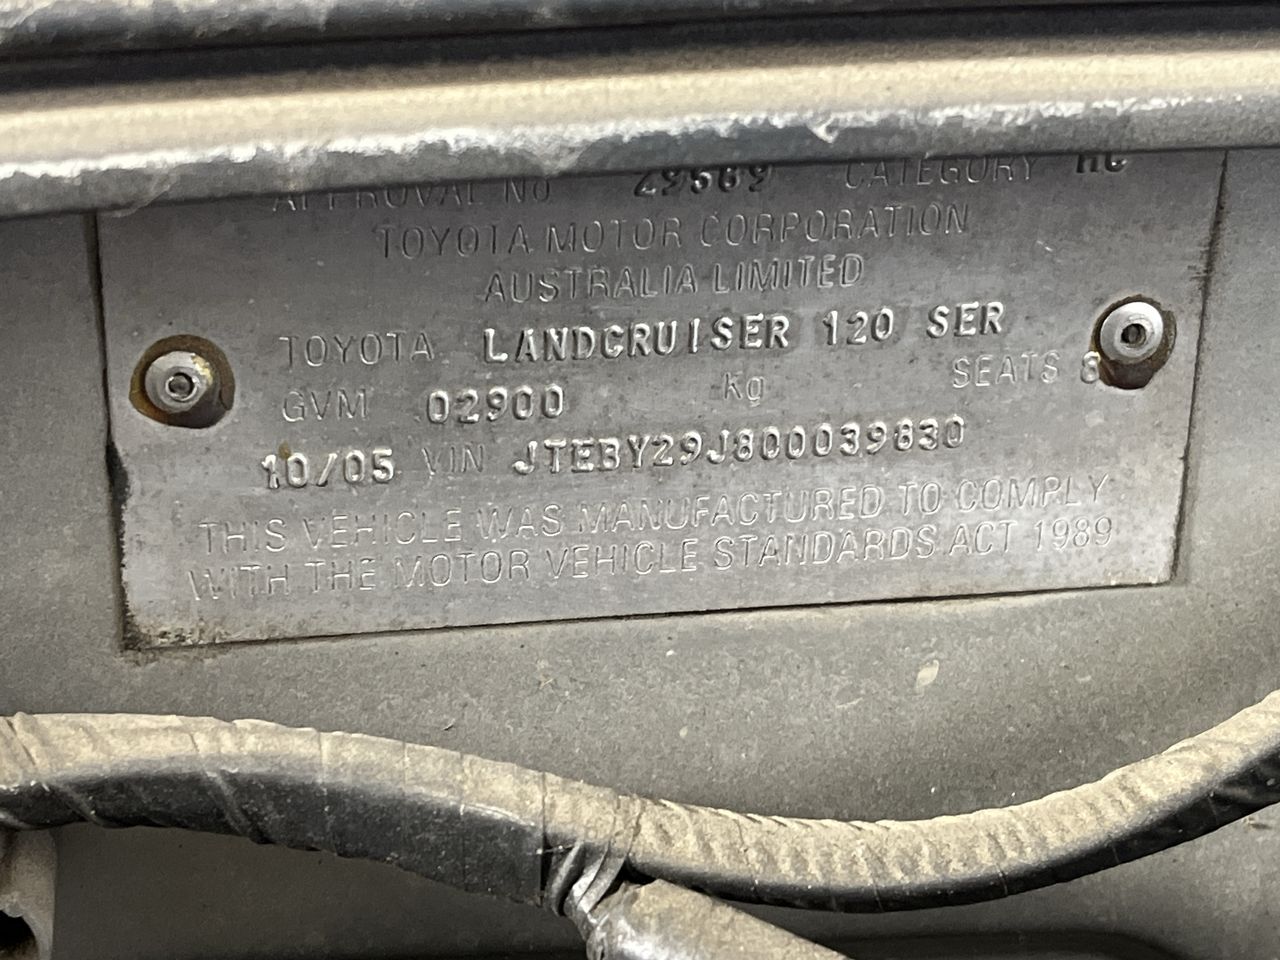 APPROVAL No 29569 CATEGORY MC
TOYOTA MOTOR CORPORATION
AUSTRALIA LIMITED
TOYOTA LANDCRUISER 120 SER
GVM 02900 Kg SEATS 8
10/05 VIN JTEBY29J800039830
THIS VEHICLE WAS MANUFACTURED TO COMPLY
WITH THE MOTOR VEHICLE STANDARDS ACT 1989